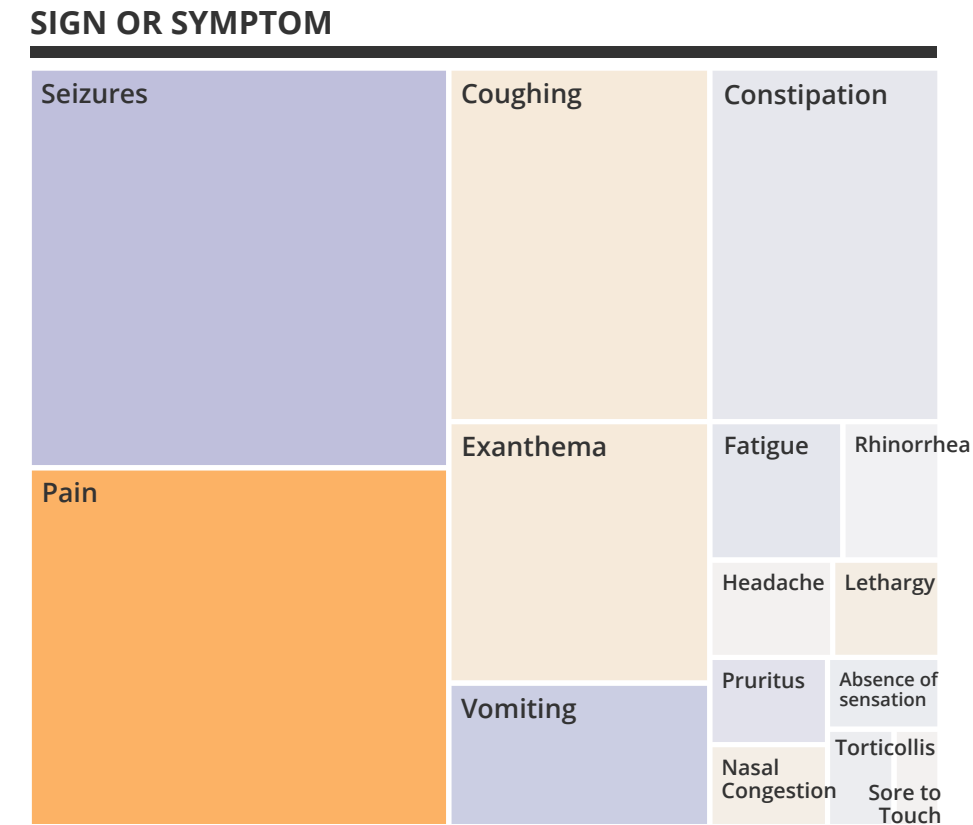 SIGN OR SYMPTOM
Seizures
Coughing
Constipation
Exanthema
Fatigue
Rhinorrhea
Pain
Headache
Lethargy
Pruritus
Absence of
sensation
Vomiting
Torticollis
Nasal
Congestion
Sore to
Touch